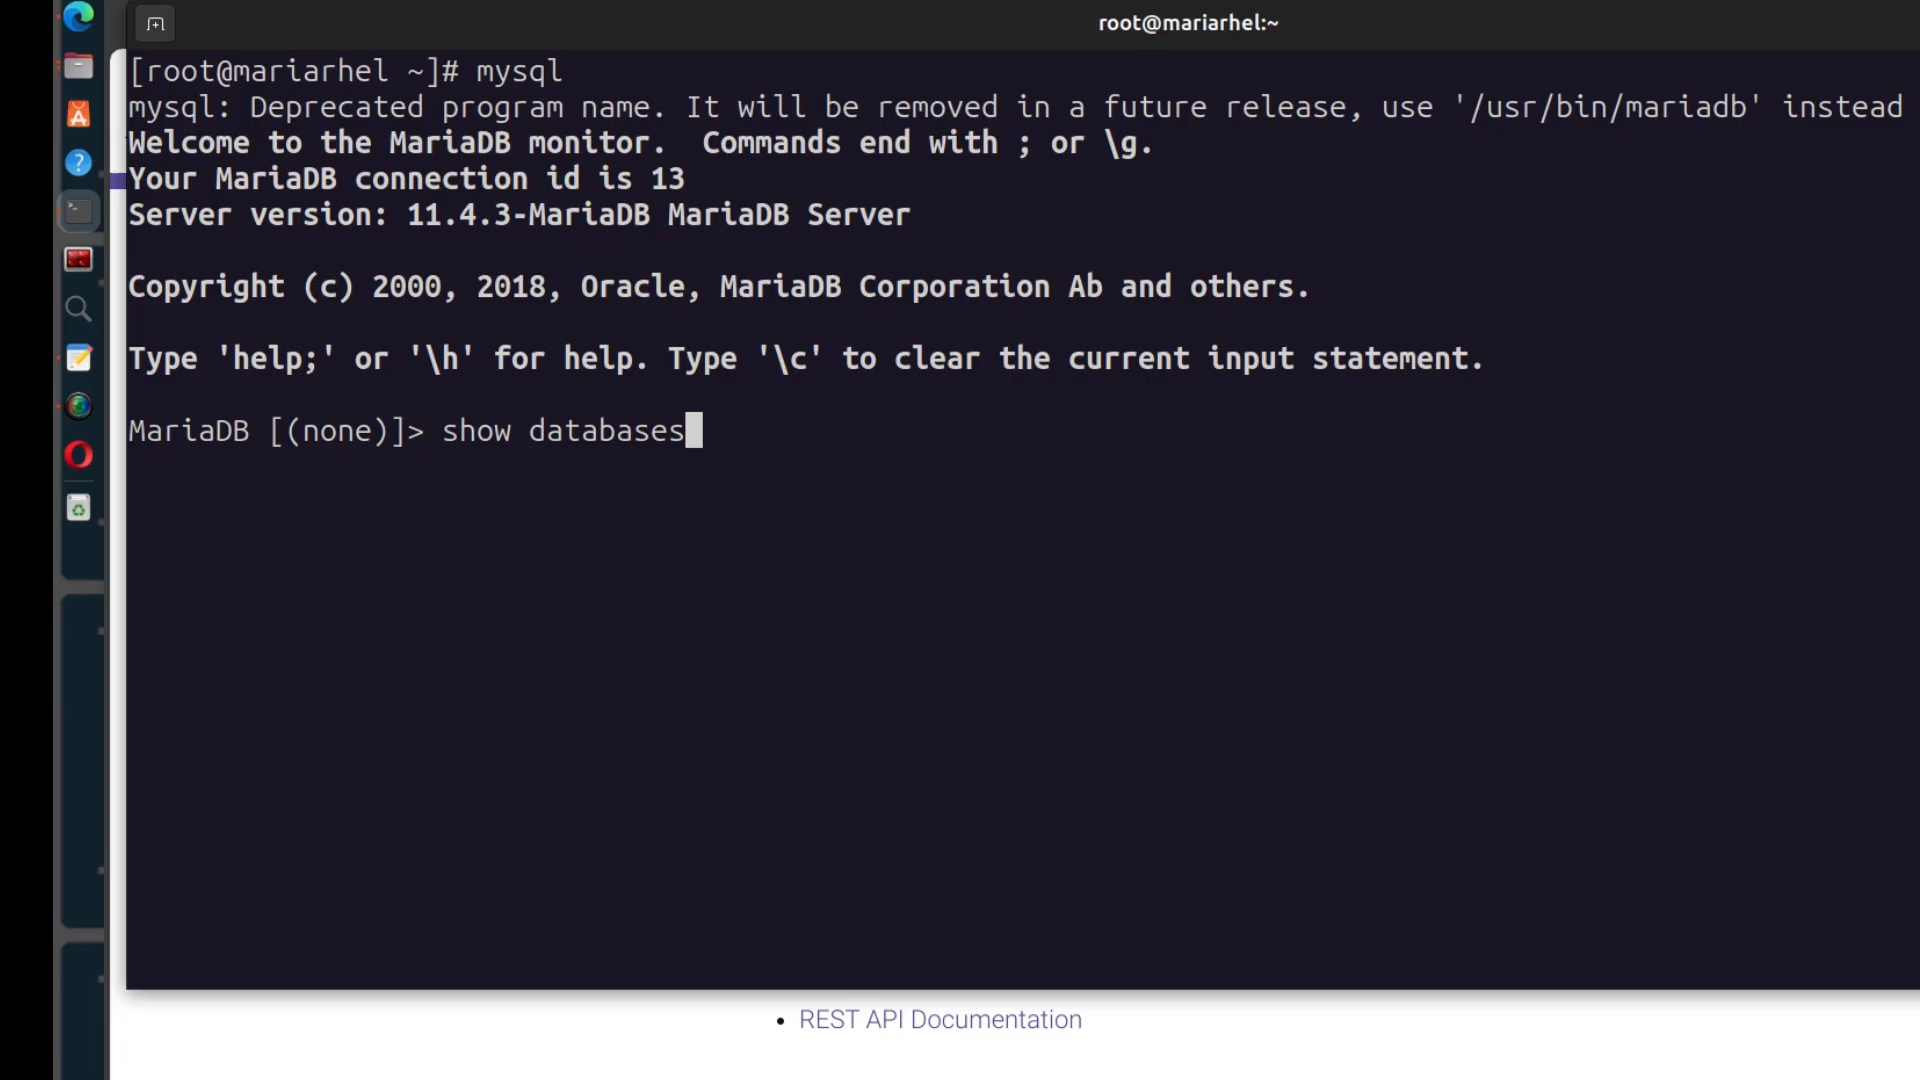 root@mariarhel:~
[root@mariarhel ~]# mysql
mysql: Deprecated program name. It will be removed in a future release, use '/usr/bin/mariadb' instead
Welcome to the MariaDB monitor.  Commands end with ; or \g.
Your MariaDB connection id is 13
Server version: 11.4.3-MariaDB MariaDB Server
Copyright (c) 2000, 2018, Oracle, MariaDB Corporation Ab and others.
Type 'help;' or '\h' for help. Type '\c' to clear the current input statement.
MariaDB [(none)]> show databases
• REST API Documentation